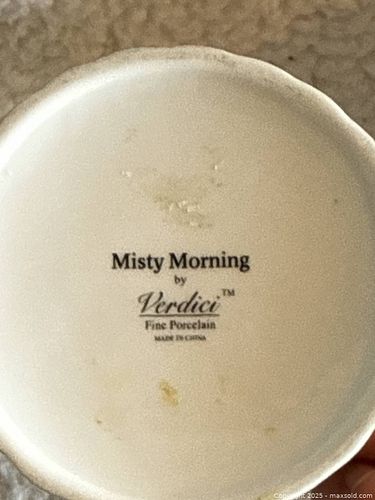 Misty Morning
by
Verdici™
Fine Porcelain
MADE IN CHINA
Copyright 2025 - maxsold.com